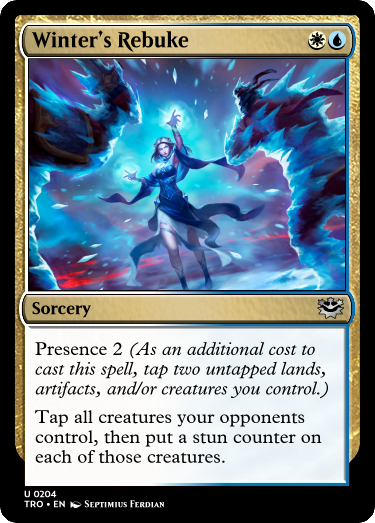 Winter's Rebuke
Sorcery
Presence 2 (As an additional cost to
cast this spell, tap two untapped lands,
artifacts, and/or creatures you control.)
Tap all creatures your opponents
control, then put a stun counter on
each of those creatures.
U 0204
TRO • EN Septimius Ferdian